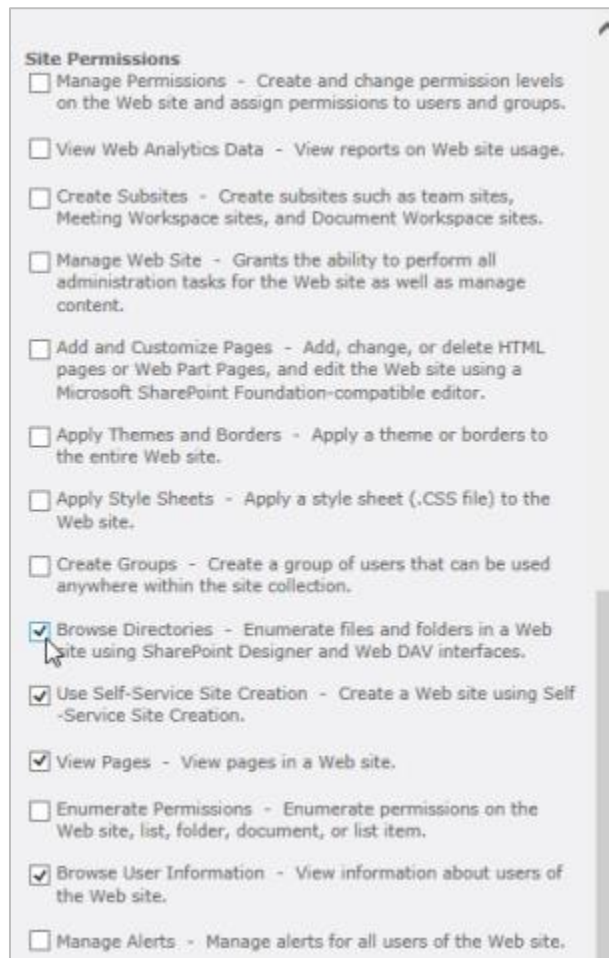 Site Permissions
Manage Permissions - Create and change permission levels
on the Web site and assign permissions to users and groups.
View Web Analytics Data - View reports on Web site usage.
Create Subsites - Create subsites such as team sites,
Meeting Workspace sites, and Document Workspace sites.
Manage Web Site - Grants the ability to perform all
administration tasks for the Web site as well as manage
content.
Add and Customize Pages - Add, change, or delete HTML
pages or Web Part Pages, and edit the Web site using a
Microsoft SharePoint Foundation-compatible editor.
Apply Themes and Borders - Apply a theme or borders to
the entire Web site.
Apply Style Sheets - Apply a style sheet (.CSS file) to the
Web site.
Create Groups - Create a group of users that can be used
anywhere within the site collection.
Browse Directories - Enumerate files and folders in a Web
site using SharePoint Designer and Web DAV interfaces.
Use Self-Service Site Creation - Create a Web site using Self
-Service Site Creation.
View Pages - View pages in a Web site.
Enumerate Permissions - Enumerate permissions on the
Web site, list, folder, document, or list item.
Browse User Information - View information about users of
the Web site.
Manage Alerts - Manage alerts for all users of the Web site.